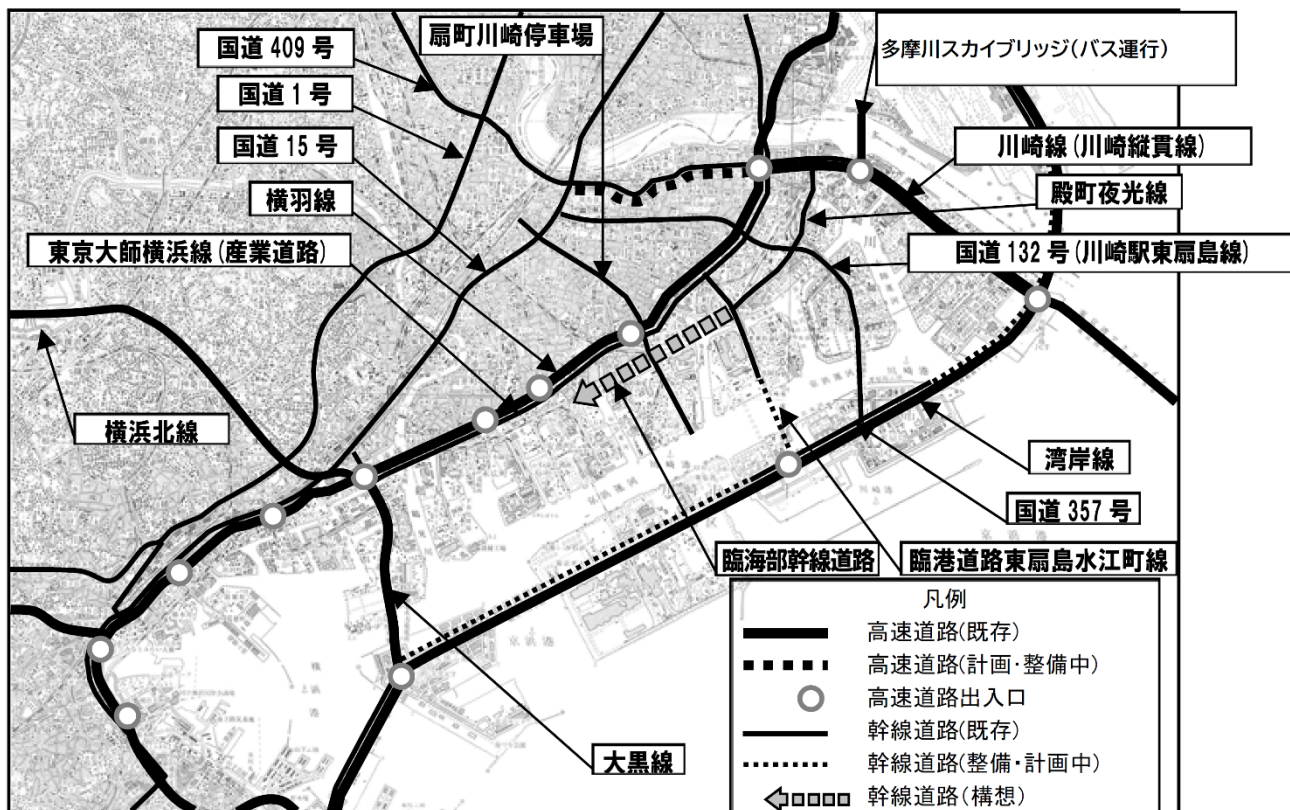 国道 409 号
扇町川崎停車場
多摩川スカイブリッジ(バス運行)
国道 1 号
国道 15 号
川崎線(川崎縦貫線)
横羽線
殿町夜光線
東京大師横浜線(産業道路)
国道 132 号(川崎駅東扇島線)
横浜北線
湾岸線
国道 357 号
臨海部幹線道路
臨港道路東扇島水江町線
大黒線
凡例
高速道路(既存)
高速道路(計画・整備中)
高速道路出入口
幹線道路(既存)
幹線道路(整備・計画中)
幹線道路(構想)